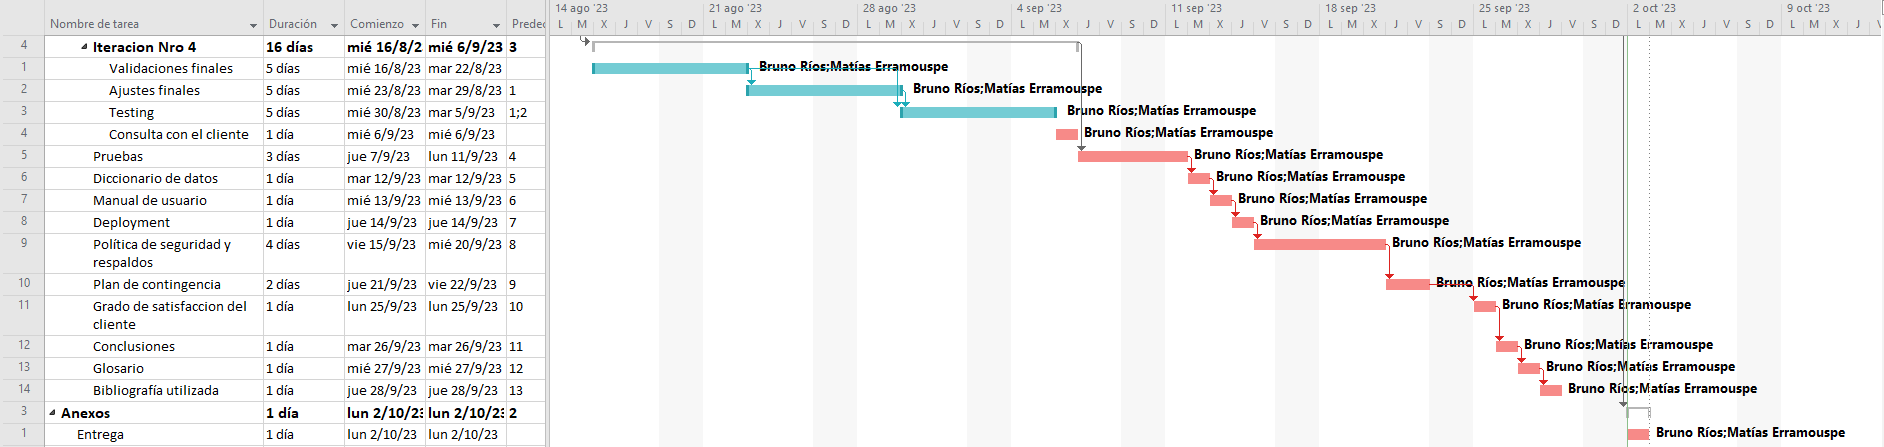 Nombre de tarea Duración Comienzo Fin Predec
14 ago '23 21 ago '23 28 ago '23 4 sep '23 11 sep '23 18 sep '23 25 sep '23 2 oct '23 9 oct '23
L M X J V S D L M X J V S D L M X J V S D L M X J V S D L M X J V S D L M X J V S D L M X J V S D L M X J V S D L M X J V
4 Iteracion Nro 4 16 días mié 16/8/2 mié 6/9/23 3
1 Validaciones finales 5 días mié 16/8/23 mar 22/8/23 Bruno Ríos;Matías Erramouspe
2 Ajustes finales 5 días mié 23/8/23 mar 29/8/23 1 Bruno Ríos;Matías Erramouspe
3 Testing 5 días mié 30/8/23 mar 5/9/23 1;2 Bruno Ríos;Matías Erramouspe
4 Consulta con el cliente 1 día mié 6/9/23 mié 6/9/23 Bruno Ríos;Matías Erramouspe
5 Pruebas 3 días jue 7/9/23 lun 11/9/23 4 Bruno Ríos;Matías Erramouspe
6 Diccionario de datos 1 día mar 12/9/23 mar 12/9/23 5 Bruno Ríos;Matías Erramouspe
7 Manual de usuario 1 día mié 13/9/23 mié 13/9/23 6 Bruno Ríos;Matías Erramouspe
8 Deployment 1 día jue 14/9/23 jue 14/9/23 7 Bruno Ríos;Matías Erramouspe
9 Política de seguridad y 4 días vie 15/9/23 mié 20/9/23 8 Bruno Ríos;Matías Erramouspe
respaldos
10 Plan de contingencia 2 días jue 21/9/23 vie 22/9/23 9 Bruno Ríos;Matías Erramouspe
11 Grado de satisfaccion del 1 día lun 25/9/23 lun 25/9/23 10 Bruno Ríos;Matías Erramouspe
cliente
12 Conclusiones 1 día mar 26/9/23 mar 26/9/23 11 Bruno Ríos;Matías Erramouspe
13 Glosario 1 día mié 27/9/23 mié 27/9/23 12 Bruno Ríos;Matías Erramouspe
14 Bibliografía utilizada 1 día jue 28/9/23 jue 28/9/23 13 Bruno Ríos;Matías Erramouspe
3 Anexos 1 día lun 2/10/23 lun 2/10/23 2
1 Entrega 1 día lun 2/10/23 lun 2/10/23 Bruno Ríos;Matías Erramouspe